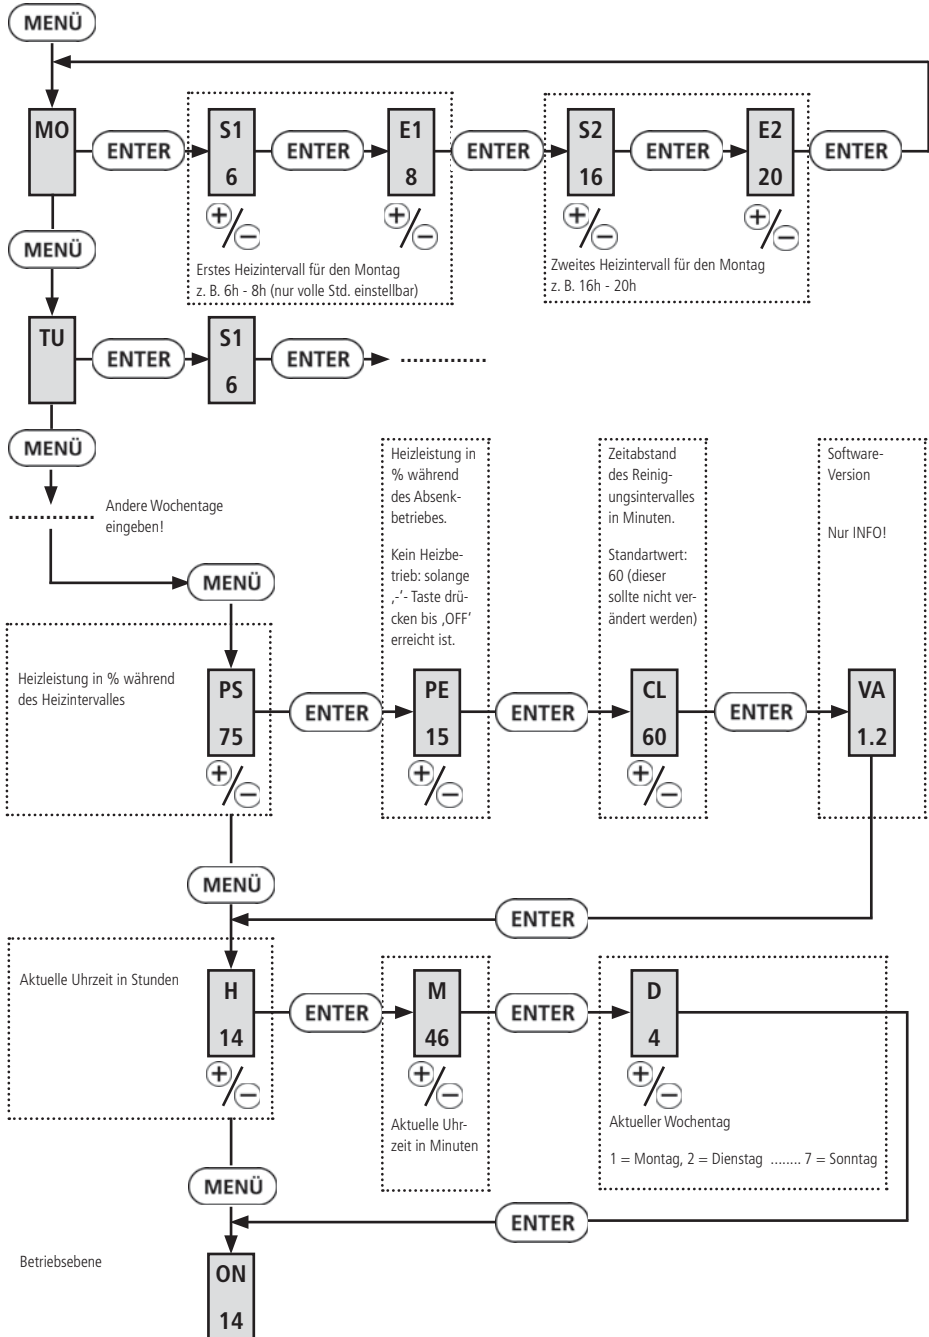 MENÜ
MO
ENTER
S1
6
ENTER
E1
8
ENTER
S2
16
ENTER
E2
20
ENTER
+/−
+/−
+/−
+/−
Erstes Heizintervall für den Montag
z. B. 6h - 8h (nur volle Std. einstellbar)
Zweites Heizintervall für den Montag
z. B. 16h - 20h
MENÜ
TU
ENTER
S1
6
ENTER
..............
MENÜ
..............
Andere Wochentage
eingeben!
MENÜ
Heizleistung in % während
des Heizintervalles
PS
75
+/−
ENTER
Heizleistung in
% während
des Absenk-
betriebes.
Kein Heizbe-
trieb: solange
‚-‘- Taste drü-
cken bis ‚OFF‘
erreicht ist.
PE
15
+/−
ENTER
Zeitabstand
des Reinig-
ungsintervalles
in Minuten.
Standartwert:
60 (dieser
sollte nicht ver-
ändert werden)
CL
60
+/−
ENTER
Software-
Version
Nur INFO!
VA
1.2
MENÜ
ENTER
Aktuelle Uhrzeit in Stunden
H
14
+/−
ENTER
M
46
+/−
Aktuelle Uhr-
zeit in Minuten
ENTER
D
4
+/−
Aktueller Wochentag
1 = Montag, 2 = Dienstag ........ 7 = Sonntag
MENÜ
ENTER
Betriebsebene
ON
14